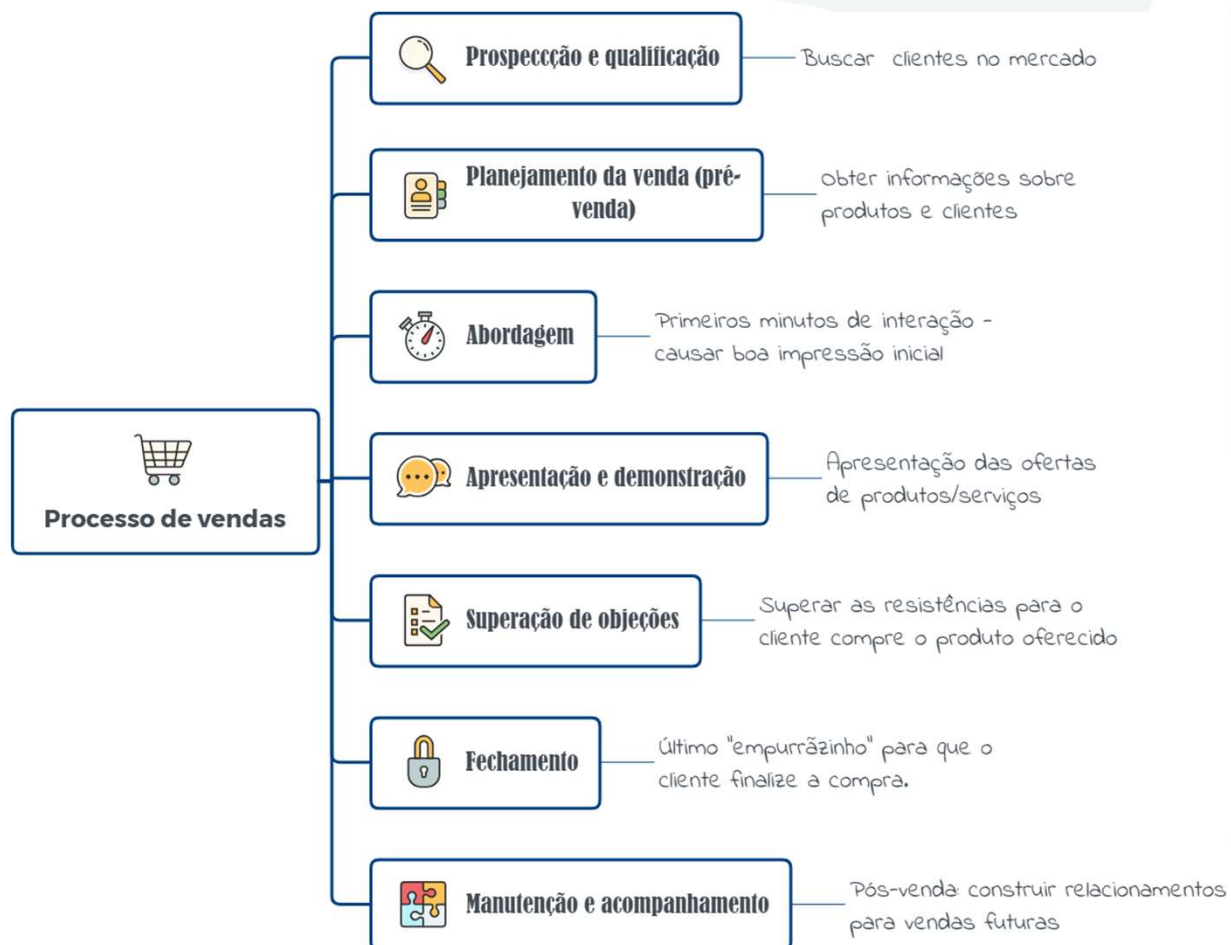 Processo de vendas
Prospeccção e qualificação
Buscar clientes no mercado
Planejamento da venda (pré-
venda)
Obter informações sobre
produtos e clientes
Abordagem
Primeiros minutos de interação -
causar boa impressão inicial
Apresentação e demonstração
Apresentação das ofertas
de produtos/serviços
Superação de objeções
Superar as resistências para o
cliente compre o produto oferecido
Fechamento
Último "empurrãzinho" para que o
cliente finalize a compra.
Manutenção e acompanhamento
Pós-venda: construir relacionamentos
para vendas futuras